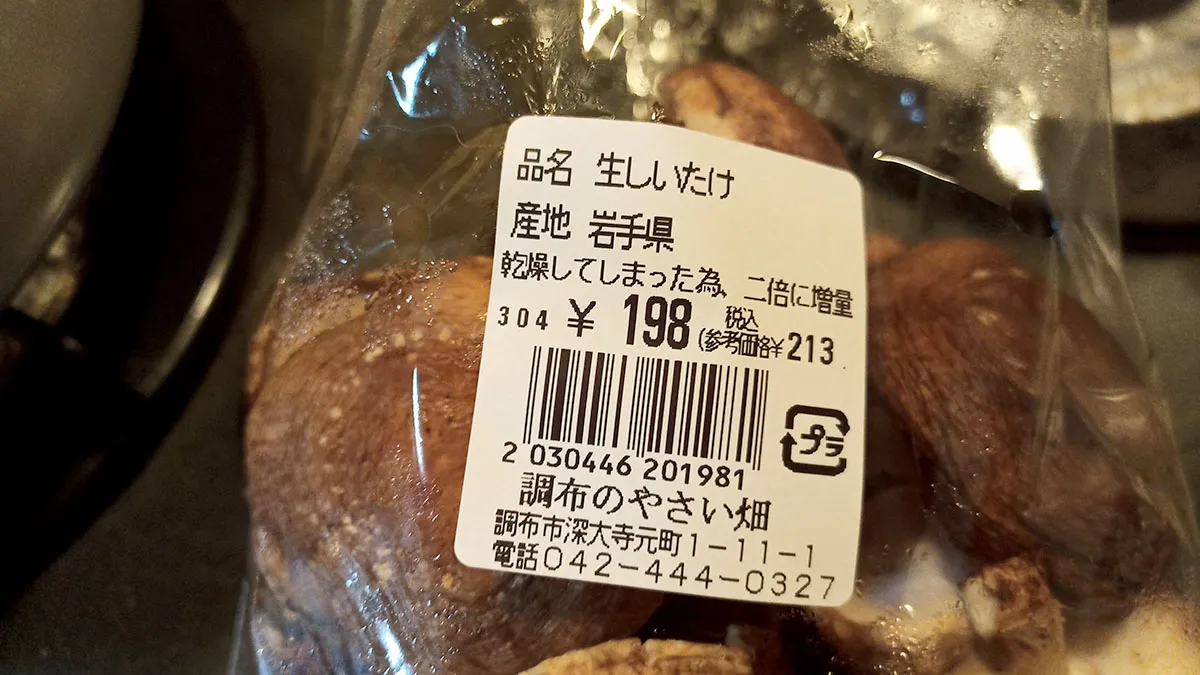 品名 生しいたけ
産地 岩手県
乾燥してしまった為、二倍に増量
304 ¥ 198 税込
(参考価格¥213
プラ
2 030446 201981
調布のやさい畑
調布市深大寺元町1-11-1
電話042-444-0327